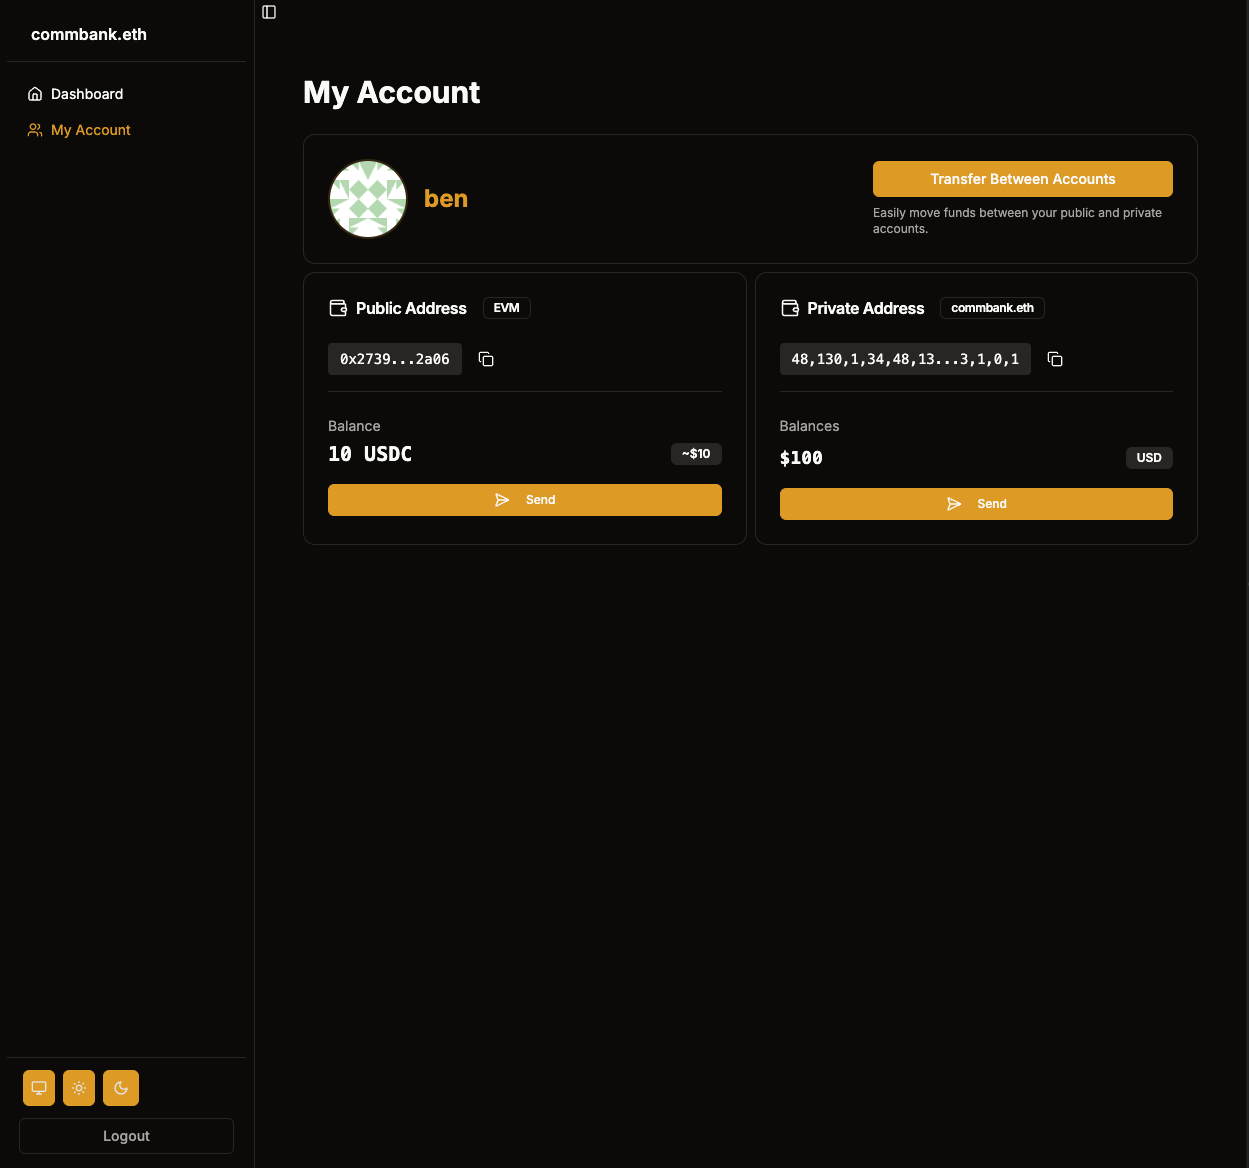 commbank.eth
Dashboard
My Account
My Account
ben
Transfer Between Accounts
Easily move funds between your public and private
accounts.
Public Address EVM
0x2739...2a06
Balance
10 USDC ~$10
Send
Private Address commbank.eth
48,130,1,34,48,13...3,1,0,1
Balances
$100 USD
Send
Logout